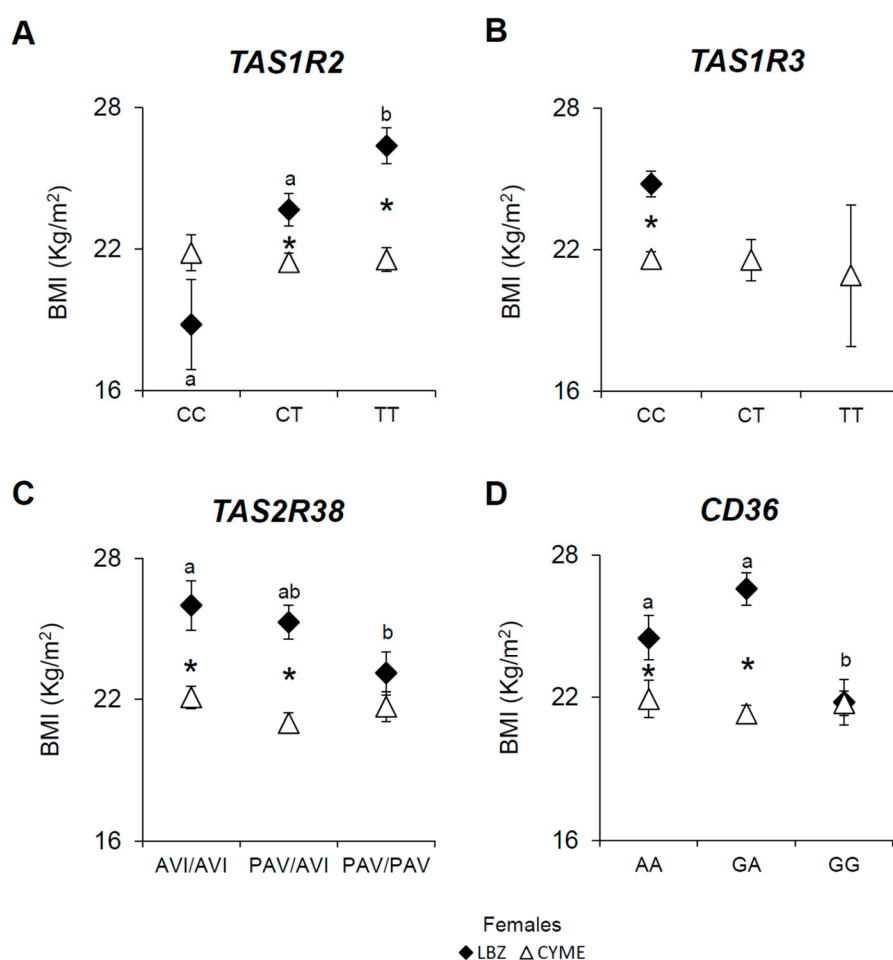 A
TAS1R2
28
22
16
BMI (Kg/m²)
a
a
*
b
*
CC
CT
TT
B
TAS1R3
28
22
16
BMI (Kg/m²)
*
CC
CT
TT
C
TAS2R38
28
22
16
BMI (Kg/m²)
a
*
ab
*
b
AVI/AVI
PAV/AVI
PAV/PAV
D
CD36
28
22
16
BMI (Kg/m²)
a
*
a
*
b
AA
GA
GG
Females
LBZ
CYME